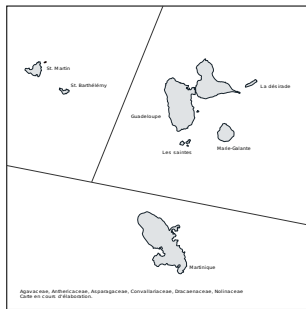 St. Martin
St. Barthélémy
La désirade
Guadeloupe
Marie-Galante
Les saintes
Martinique
Agavaceae, Anthericaceae, Asparagaceae, Convallariaceae, Dracaenaceae, Nolinaceae
Carte en cours d'élaboration.